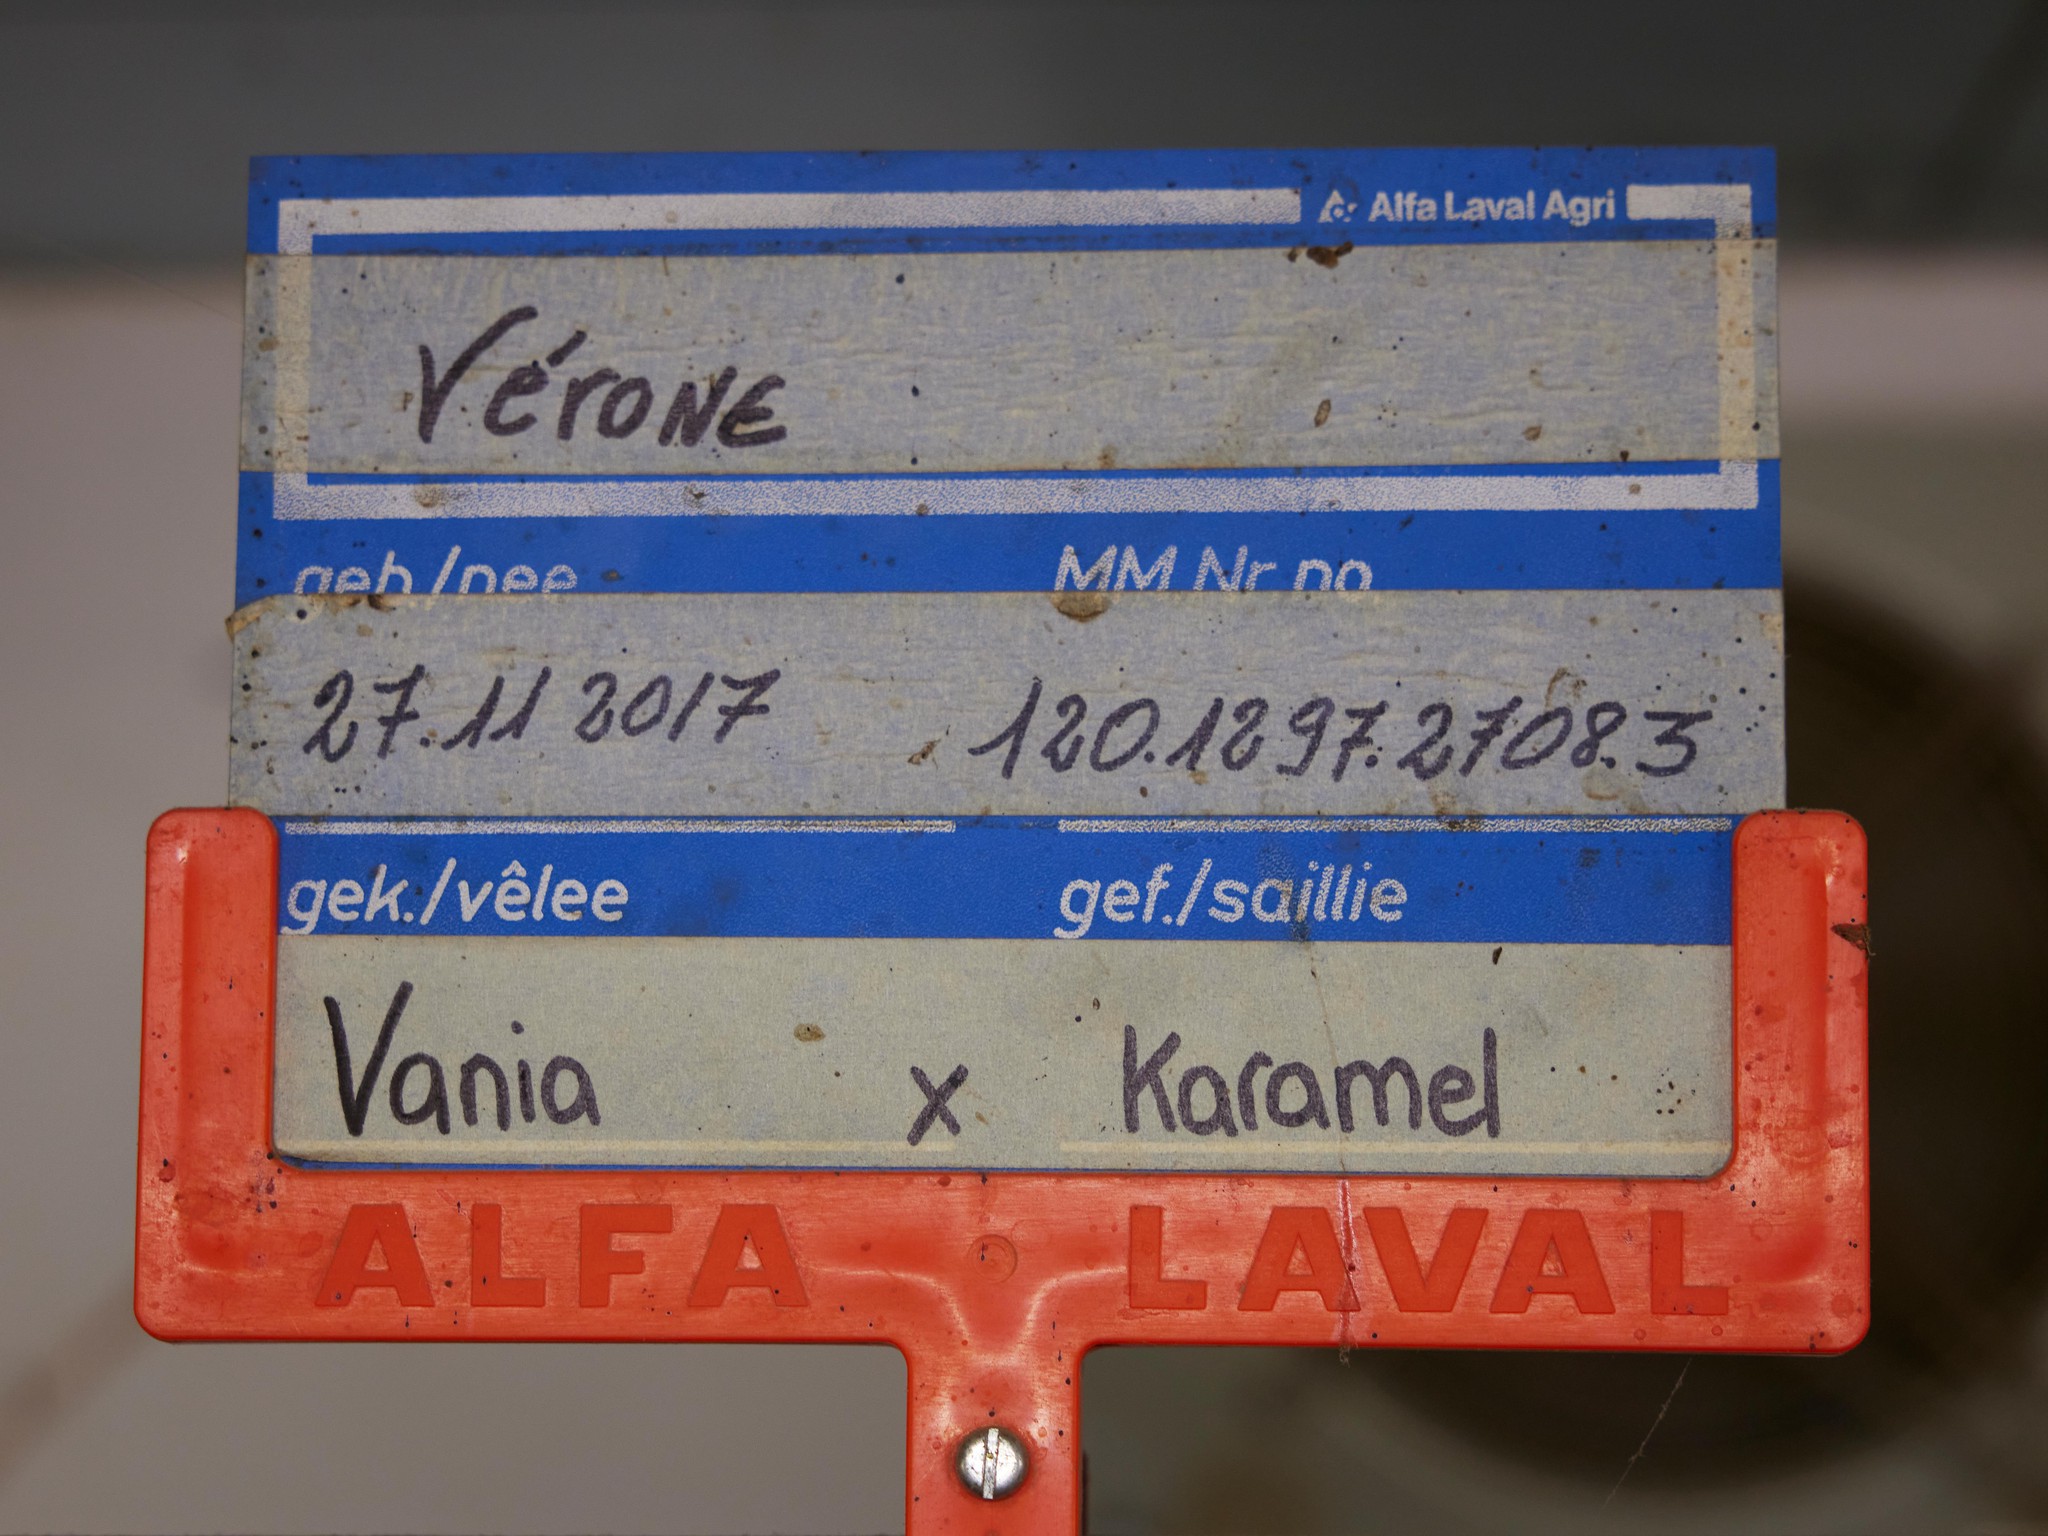 Alfa Laval Agri
Vérone
geb/nee MM Nr no
27.11 2017 120.1297.2708.3
gek./vêlee gef./saillie
Vania x Karamel
ALFA LAVAL